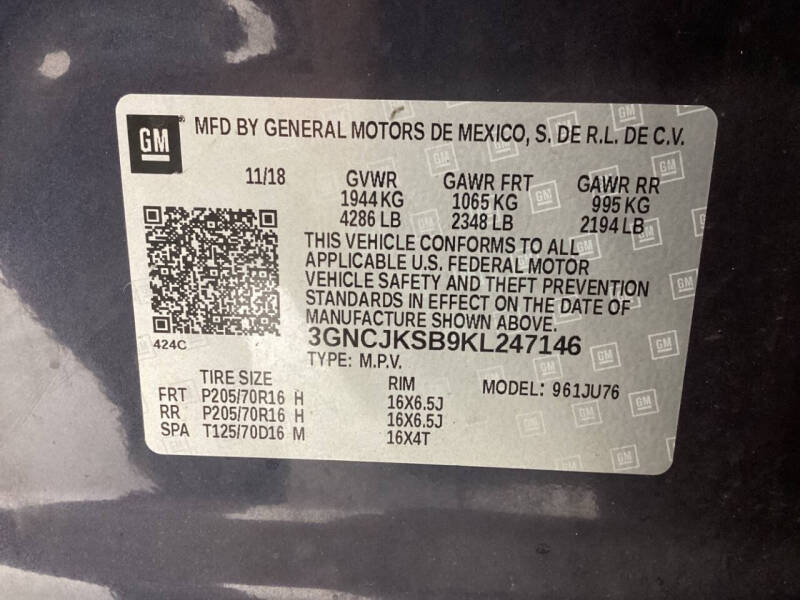 GM MFD BY GENERAL MOTORS DE MEXICO, S. DE R.L. DE C.V.
11/18 GVWR GAWR FRT GAWR RR
1944 KG 1065 KG 995 KG
4286 LB 2348 LB 2194 LB
THIS VEHICLE CONFORMS TO ALL
APPLICABLE U.S. FEDERAL MOTOR
VEHICLE SAFETY AND THEFT PREVENTION
STANDARDS IN EFFECT ON THE DATE OF
MANUFACTURE SHOWN ABOVE.
424C 3GNCJKSB9KL247146
TYPE: M.P.V.
TIRE SIZE RIM MODEL: 961JU76
FRT P205/70R16 H 16X6.5J
RR P205/70R16 H 16X6.5J
SPA T125/70D16 M 16X4T